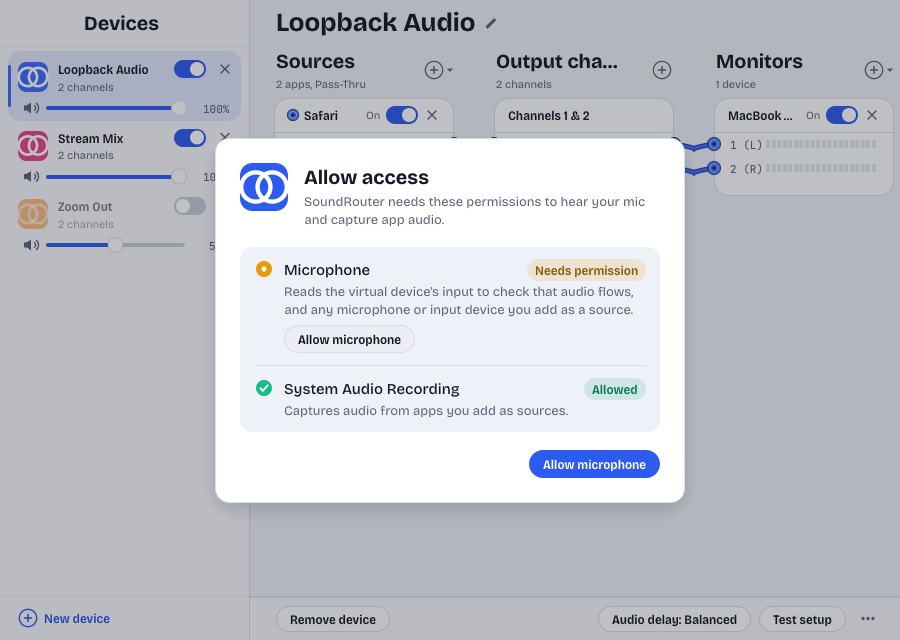 Devices
Loopback Audio
2 channels
100%
Stream Mix
2 channels
10
Zoom Out
2 channels
5
New device
Loopback Audio
Sources
2 apps, Pass-Thru
Safari
On
Output cha...
2 channels
Channels 1 & 2
Monitors
1 device
MacBook ...
On
1 (L)
2 (R)
Allow access
SoundRouter needs these permissions to hear your mic
and capture app audio.
Microphone
Needs permission
Reads the virtual device's input to check that audio flows,
and any microphone or input device you add as a source.
Allow microphone
System Audio Recording
Allowed
Captures audio from apps you add as sources.
Allow microphone
Remove device
Audio delay: Balanced
Test setup